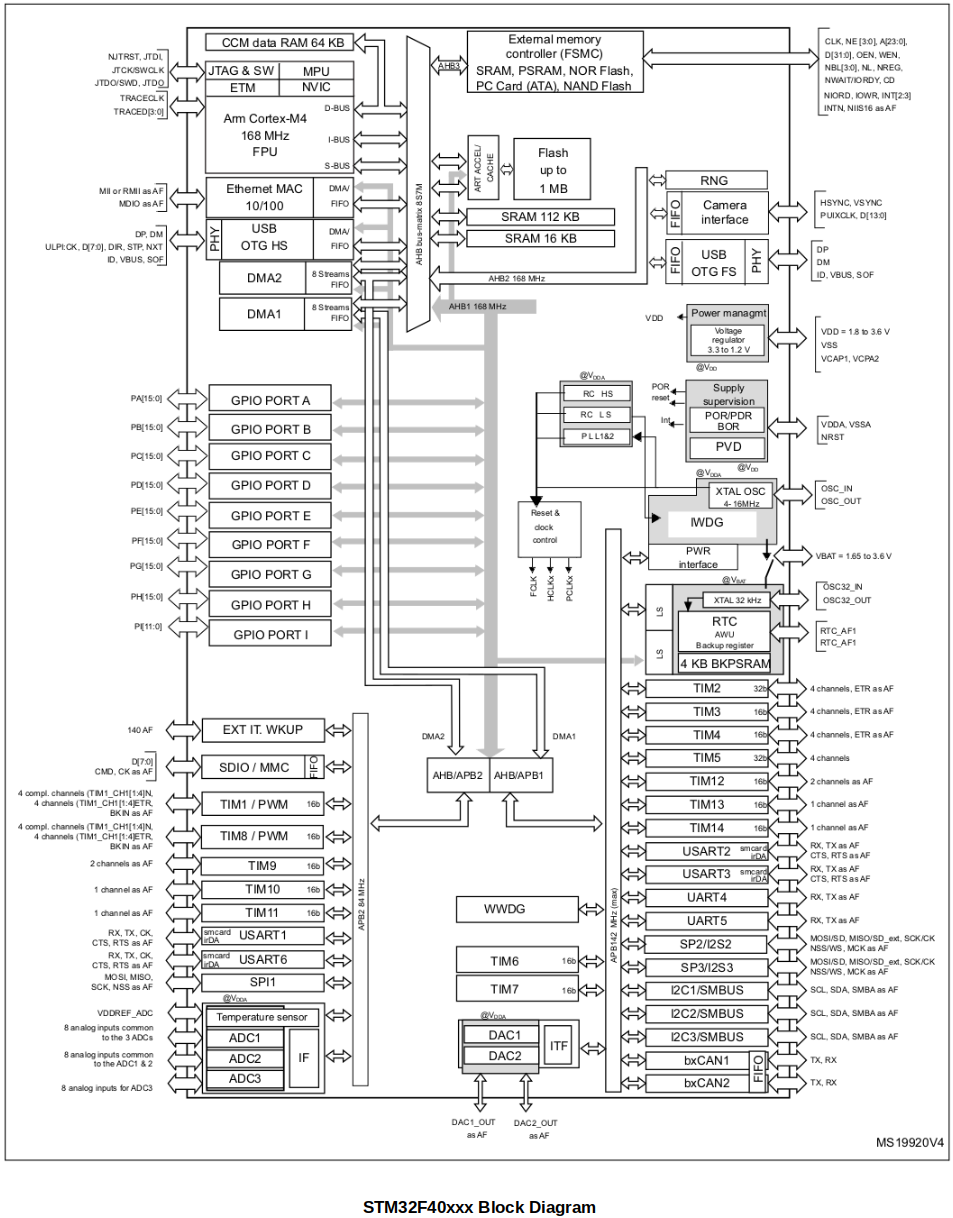 CCM data RAM 64 KB
External memory
controller (FSMC)
SRAM, PSRAM, NOR Flash,
PC Card (ATA), NAND Flash
AHB3
CLK, NE [3:0], A[23:0],
D[31:0], OEN, WEN,
NBL[3:0], NL, NREG,
NWAIT/IORDY, CD
NIORD, IOWR, INT[2:3]
INTN, NIIS16 as AF
NJTRST, JTDI,
JTCK/SWCLK
JTDO/SWD, JTDO
TRACECLK
TRACED[3:0]
JTAG & SW
MPU
ETM
NVIC
Arm Cortex-M4
168 MHz
FPU
D-BUS
I-BUS
S-BUS
ART ACCEL/
CACHE
Flash
up to
1 MB
SRAM 112 KB
SRAM 16 KB
AHB bus-matrix 8S7M
AHB2 168 MHz
AHB1 168 MHz
MII or RMII as AF
MDIO as AF
Ethernet MAC
10/100
DMA/
FIFO
DP, DM
ULPI:CK, D[7:0], DIR, STP, NXT
ID, VBUS, SOF
PHY
USB
OTG HS
DMA/
FIFO
DMA2
8 Streams
FIFO
DMA1
8 Streams
FIFO
RNG
FIFO
Camera
interface
HSYNC, VSYNC
PUIXCLK, D[13:0]
FIFO
USB
OTG FS
PHY
DP
DM
ID, VBUS, SOF
VDD
Power managmt
Voltage
regulator
3.3 to 1.2 V
@VDD
VDD = 1.8 to 3.6 V
VSS
VCAP1, VCPA2
@VDDA
RC HS
RC LS
PLL1&2
POR
reset
Int
Supply
supervision
POR/PDR
BOR
PVD
@VDD
VDDA, VSSA
NRST
@VDDA
XTAL OSC
4- 16MHz
IWDG
OSC_IN
OSC_OUT
PWR
interface
VBAT = 1.65 to 3.6 V
Reset &
clock
control
FCLK
HCLKx
PCLKx
@VBAT
LS
LS
XTAL 32 kHz
RTC
AWU
Backup register
4 KB BKPSRAM
OSC32_IN
OSC32_OUT
RTC_AF1
RTC_AF1
PA[15:0]
GPIO PORT A
PB[15:0]
GPIO PORT B
PC[15:0]
GPIO PORT C
PD[15:0]
GPIO PORT D
PE[15:0]
GPIO PORT E
PF[15:0]
GPIO PORT F
PG[15:0]
GPIO PORT G
PH[15:0]
GPIO PORT H
PI[11:0]
GPIO PORT I
DMA2
DMA1
AHB/APB2
AHB/APB1
140 AF
EXT IT. WKUP
D[7:0]
CMD, CK as AF
SDIO / MMC
FIFO
4 compl. channels (TIM1_CH1[1:4]N,
4 channels (TIM1_CH1[1:4]ETR,
BKIN as AF
TIM1 / PWM 16b
4 compl. channels (TIM1_CH1[1:4]N,
4 channels (TIM1_CH1[1:4]ETR,
BKIN as AF
TIM8 / PWM 16b
2 channels as AF
TIM9 16b
1 channel as AF
TIM10 16b
1 channel as AF
TIM11 16b
RX, TX, CK,
CTS, RTS as AF
smcard
irDA
USART1
RX, TX, CK,
CTS, RTS as AF
smcard
irDA
USART6
MOSI, MISO,
SCK, NSS as AF
SPI1
APB2 84 MHz
@VDDA
VDDREF_ADC
Temperature sensor
8 analog inputs common
to the 3 ADCs
ADC1
8 analog inputs common
to the ADC1 & 2
ADC2
8 analog inputs for ADC3
ADC3
IF
WWDG
TIM6 16b
TIM7 16b
@VDDA
DAC1
DAC2
ITF
DAC1_OUT
as AF
DAC2_OUT
as AF
APB142 MHz (max)
TIM2 32b
4 channels, ETR as AF
TIM3 16b
4 channels, ETR as AF
TIM4 16b
4 channels, ETR as AF
TIM5 32b
4 channels
TIM12 16b
2 channels as AF
TIM13 16b
1 channel as AF
TIM14 16b
1 channel as AF
USART2
smcard
irDA
RX, TX as AF
CTS, RTS as AF
USART3
smcard
irDA
RX, TX as AF
CTS, RTS as AF
UART4
RX, TX as AF
UART5
RX, TX as AF
SP2/I2S2
MOSI/SD, MISO/SD_ext, SCK/CK
NSS/WS, MCK as AF
SP3/I2S3
MOSI/SD, MISO/SD_ext, SCK/CK
NSS/WS, MCK as AF
I2C1/SMBUS
SCL, SDA, SMBA as AF
I2C2/SMBUS
SCL, SDA, SMBA as AF
I2C3/SMBUS
SCL, SDA, SMBA as AF
bxCAN1
TX, RX
bxCAN2
TX, RX
FIFO
MS19920V4
STM32F40xxx Block Diagram